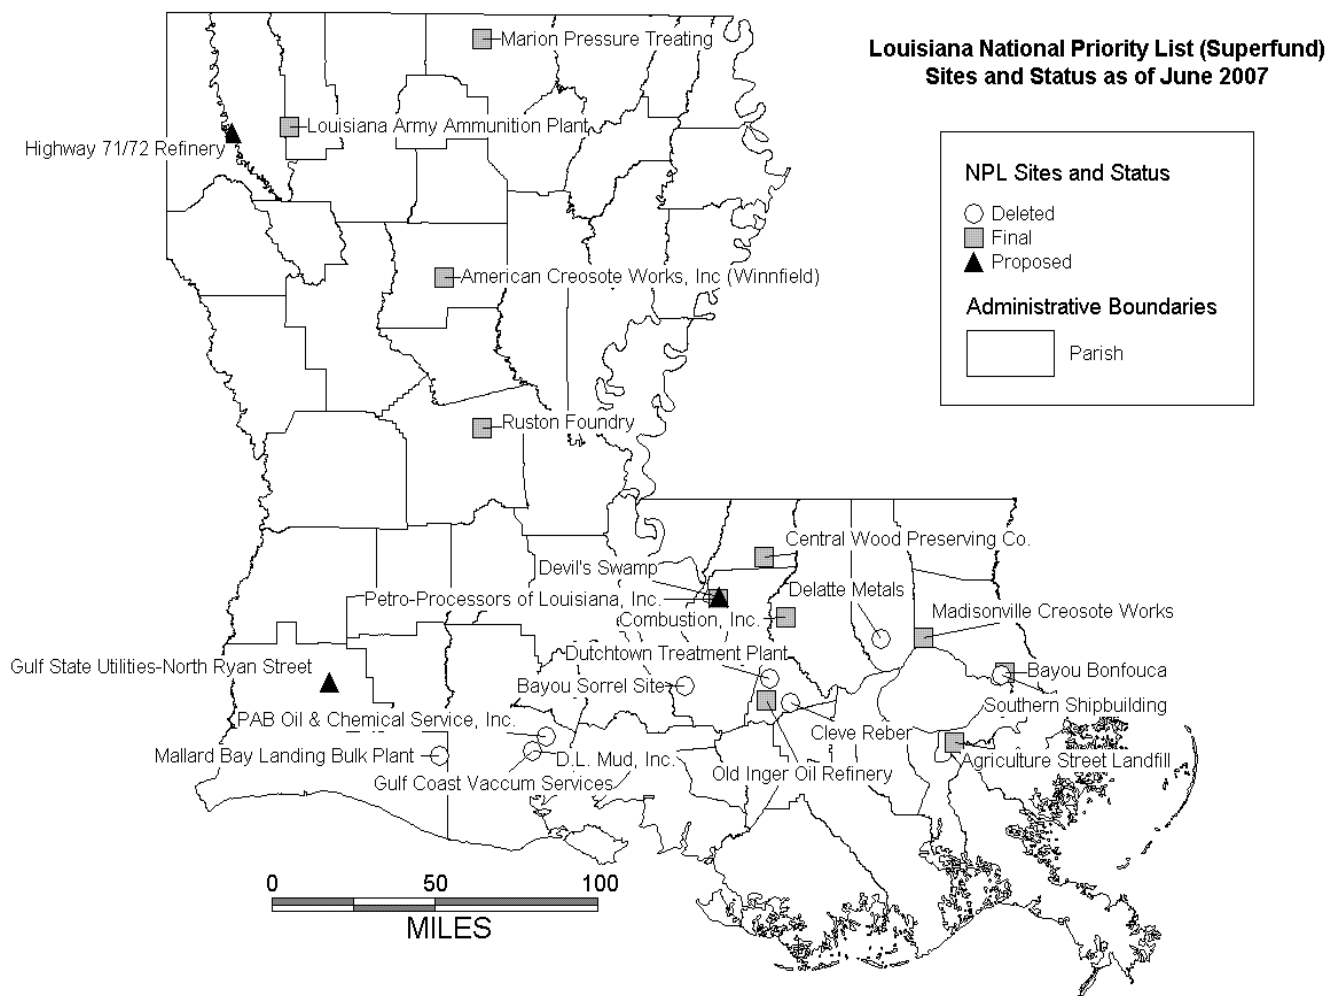 Louisiana National Priority List (Superfund)
Sites and Status as of June 2007
Marion Pressure Treating
Louisiana Army Ammunition Plant
Highway 71/72 Refinery
NPL Sites and Status
Deleted
Final
Proposed
Administrative Boundaries
Parish
American Creosote Works, Inc (Winnfield)
Ruston Foundry
Central Wood Preserving Co.
Devil's Swamp
Delatte Metals
Petro-Processors of Louisiana, Inc.
Madisonville Creosote Works
Combustion, Inc.
Dutchtown Treatment Plant
Gulf State Utilities-North Ryan Street
Bayou Bonfouca
Bayou Sorrel Site
Southern Shipbuilding
PAB Oil & Chemical Service, Inc.
Cleve Reber
Mallard Bay Landing Bulk Plant
D.L. Mud, Inc.
Agriculture Street Landfill
Old Inger Oil Refinery
Gulf Coast Vaccum Services
0 50 100
MILES